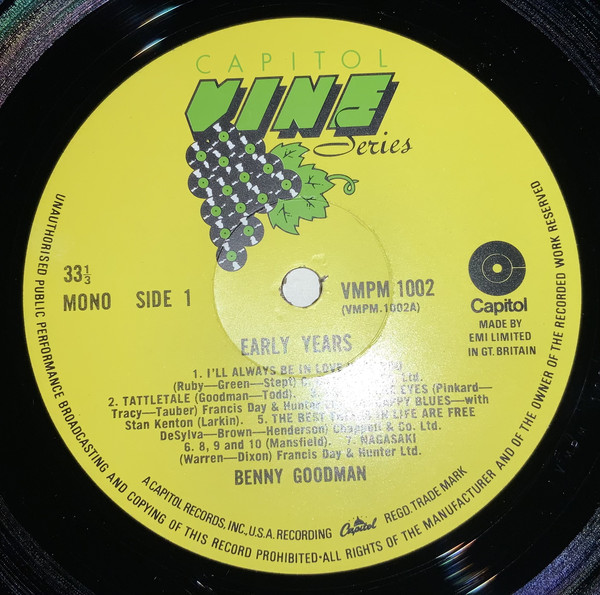 CAPITOL
VINE
Series
33⅓
MONO SIDE 1
VMPM 1002
(VMPM.1002A)
Capitol
MADE BY
EMI LIMITED
IN GT. BRITAIN
EARLY YEARS
1. I'LL ALWAYS BE IN LOVE
(Ruby—Green—Stept) Ltd.
2. TATTLETALE (Goodman—Todd). EYES (Pinkard—
Tracy—Tauber) Francis Day & Hunter BLUES—with
Stan Kenton (Larkin). 5. THE BEST THINGS IN LIFE ARE FREE
DeSylva—Brown—Henderson) Chappell & Co. Ltd.
6. 8, 9 and 10 (Mansfield). 7. NAGASAKI
(Warren—Dixon) Francis Day & Hunter Ltd.
BENNY GOODMAN
A CAPITOL RECORDS, INC., U.S.A. RECORDING Capitol REGD. TRADE MARK
UNAUTHORISED PUBLIC PERFORMANCE BROADCASTING AND COPYING OF THIS RECORD PROHIBITED·ALL RIGHTS OF THE MANUFACTURER AND OF THE OWNER OF THE RECORDED WORK RESERVED